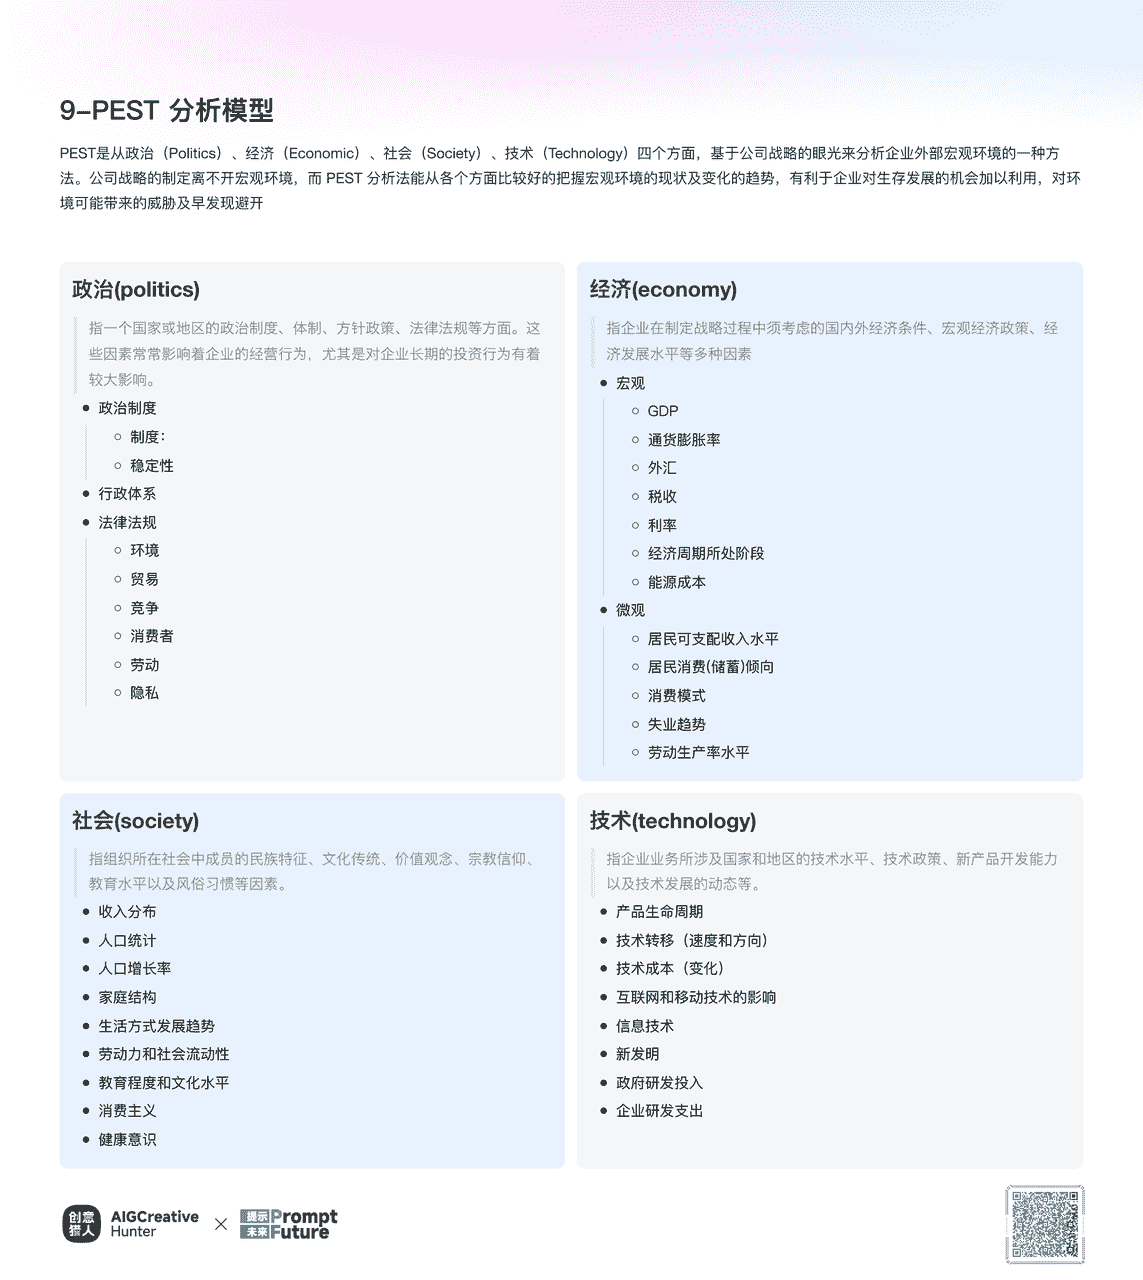 9-PEST 分析模型
PEST是从政治（Politics）、经济（Economic）、社会（Society）、技术（Technology）四个方面，基于公司战略的眼光来分析企业外部宏观环境的一种方
法。公司战略的制定离不开宏观环境，而 PEST 分析法能从各个方面比较好的把握宏观环境的现状及变化的趋势，有利于企业对生存发展的机会加以利用，对环
境可能带来的威胁及早发现避开
政治(politics)
指一个国家或地区的政治制度、体制、方针政策、法律法规等方面。这
些因素常常影响着企业的经营行为，尤其是对企业长期的投资行为有着
较大影响。
政治制度
制度：
稳定性
行政体系
法律法规
环境
贸易
竞争
消费者
劳动
隐私
经济(economy)
指企业在制定战略过程中须考虑的国内外经济条件、宏观经济政策、经
济发展水平等多种因素
宏观
GDP
通货膨胀率
外汇
税收
利率
经济周期所处阶段
能源成本
微观
居民可支配收入水平
居民消费(储蓄)倾向
消费模式
失业趋势
劳动生产率水平
社会(society)
指组织所在社会中成员的民族特征、文化传统、价值观念、宗教信仰、
教育水平以及风俗习惯等因素。
收入分布
人口统计
人口增长率
家庭结构
生活方式发展趋势
劳动力和社会流动性
教育程度和文化水平
消费主义
健康意识
技术(technology)
指企业业务所涉及国家和地区的技术水平、技术政策、新产品开发能力
以及技术发展的动态等。
产品生命周期
技术转移（速度和方向）
技术成本（变化）
互联网和移动技术的影响
信息技术
新发明
政府研发投入
企业研发支出
创意
猎人
AIGCreative
Hunter
×
提示 Prompt
未来 Future